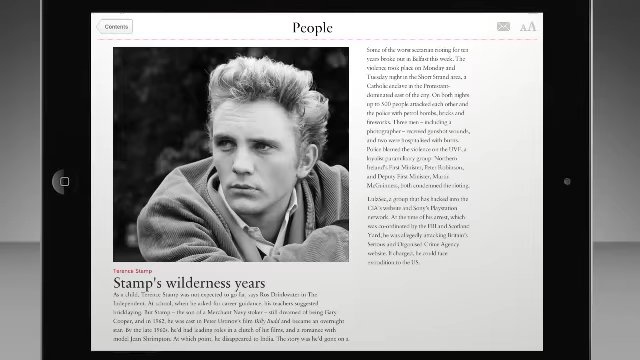 Contents
People
AA
Some of the worst sectarian rioting for ten
years broke out in Belfast this week. The
violence took place on Monday and
Tuesday night in the Short Strand area, a
Catholic enclave in the Protestant-
dominated east of the city. On both nights
up to 500 people attacked each other and
the police with petrol bombs, bricks and
fireworks. Three men – including a
photographer – received gunshot wounds,
and two were hospitalised with burns.
Police blamed the violence on the UVF, a
loyalist paramilitary group. Northern
Ireland's First Minister, Peter Robinson,
and Deputy First Minister, Martin
McGuinness, both condemned the rioting.
LulzSec, a group that has hacked into the
CIA's website and Sony's Playstation
network. At the time of his arrest, which
was co-ordinated by the FBI and Scotland
Yard, he was allegedly attacking Britain's
Serious and Organised Crime Agency
website. If charged, he could face
extradition to the US.
Terence Stamp
Stamp's wilderness years
As a child, Terence Stamp was not expected to go far, says Ros Drinkwater in The
Independent. At school, when he asked for career guidance, his teachers suggested
bricklaying. But Stamp – the son of a Merchant Navy stoker – still dreamed of being Gary
Cooper, and in 1962, he was cast in Peter Ustinov's film Billy Budd and became an overnight
star. By the late 1960s, he'd had leading roles in a clutch of hit films, and a romance with
model Jean Shrimpton. At which point, he disappeared to India. The story was he'd gone on a